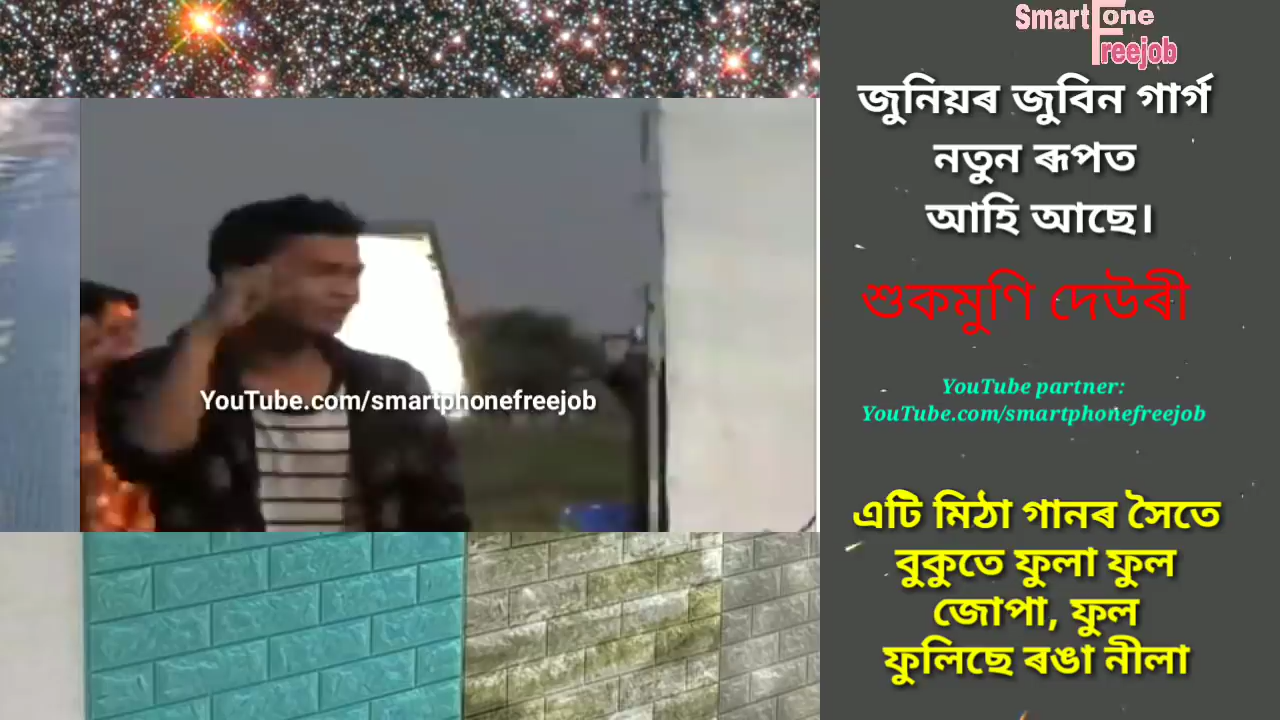 Smart Fone
Freejob
জুনিয়ৰ জুবিন গাৰ্গ
নতুন ৰূপত
আহি আছে।
শুকমুণি দেউৰী
YouTube.com/smartphonefreejob
YouTube partner:
YouTube.com/smartphonefreejob
এটি মিঠা গানৰ সৈতে
বুকুতে ফুলা ফুল
জোপা, ফুল
ফুলিছে ৰঙা নীলা